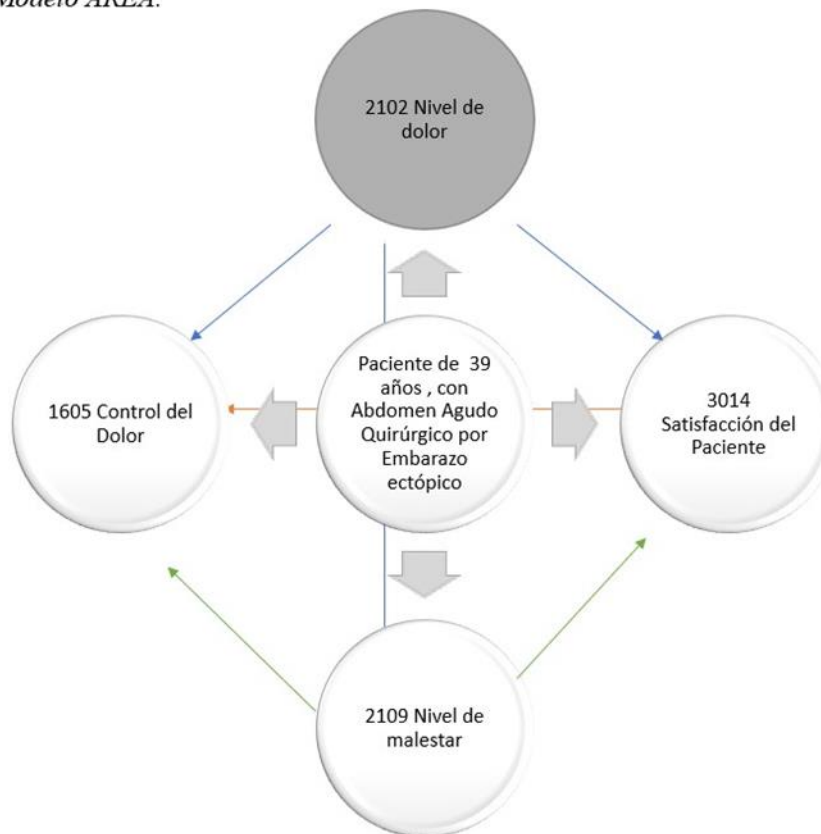 Modelo AREA.
2102 Nivel de
dolor
1605 Control del
Dolor
Paciente de  39
años , con
Abdomen Agudo
Quirúrgico por
Embarazo
ectópico
3014
Satisfacción del
Paciente
2109 Nivel de
malestar